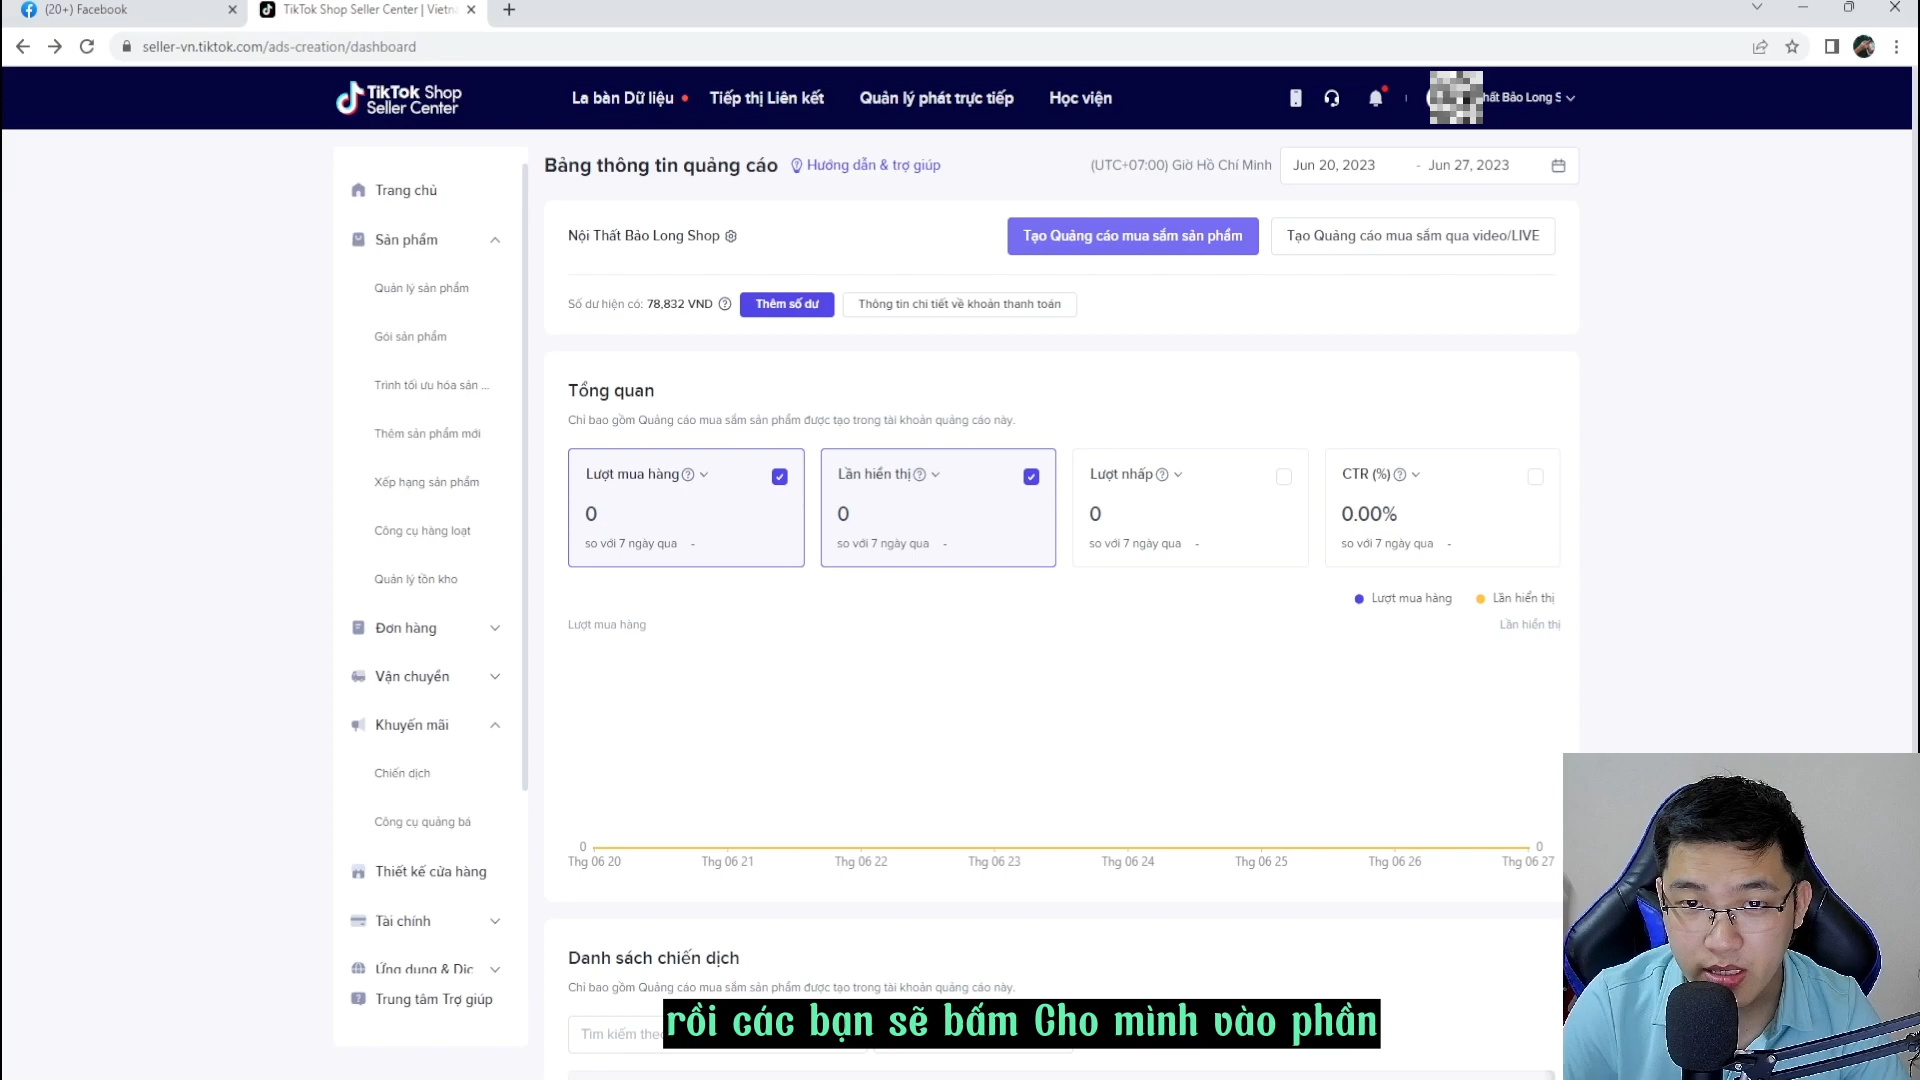 (20+) Facebook
TikTok Shop Seller Center | Vietn
seller-vn.tiktok.com/ads-creation/dashboard
TikTok Shop
Seller Center
La bàn Dữ liệu
Tiếp thị Liên kết
Quản lý phát trực tiếp
Học viện
hất Bảo Long S
Trang chủ
Sản phẩm
Quản lý sản phẩm
Gói sản phẩm
Trình tối ưu hóa sản ...
Thêm sản phẩm mới
Xếp hạng sản phẩm
Công cụ hàng loạt
Quản lý tồn kho
Đơn hàng
Vận chuyển
Khuyến mãi
Chiến dịch
Công cụ quảng bá
Thiết kế cửa hàng
Tài chính
Ứng dụng & Dịc
Trung tâm Trợ giúp
Bảng thông tin quảng cáo
Hướng dẫn & trợ giúp
(UTC+07:00) Giờ Hồ Chí Minh
Jun 20, 2023 - Jun 27, 2023
Nội Thất Bảo Long Shop
Tạo Quảng cáo mua sắm sản phẩm
Tạo Quảng cáo mua sắm qua video/LIVE
Số dư hiện có: 78,832 VND
Thêm số dư
Thông tin chi tiết về khoản thanh toán
Tổng quan
Chỉ bao gồm Quảng cáo mua sắm sản phẩm được tạo trong tài khoản quảng cáo này.
Lượt mua hàng
0
so với 7 ngày qua -
Lần hiển thị
0
so với 7 ngày qua -
Lượt nhấp
0
so với 7 ngày qua -
CTR (%)
0.00%
so với 7 ngày qua -
Lượt mua hàng
Lần hiển thị
Lượt mua hàng
Lần hiển thị
0
0
Thg 06 20
Thg 06 21
Thg 06 22
Thg 06 23
Thg 06 24
Thg 06 25
Thg 06 26
Thg 06 27
Danh sách chiến dịch
Chỉ bao gồm Quảng cáo mua sắm sản phẩm được tạo trong tài khoản quảng cáo này.
Tìm kiếm the
rồi các bạn sẽ bấm Cho mình vào phần